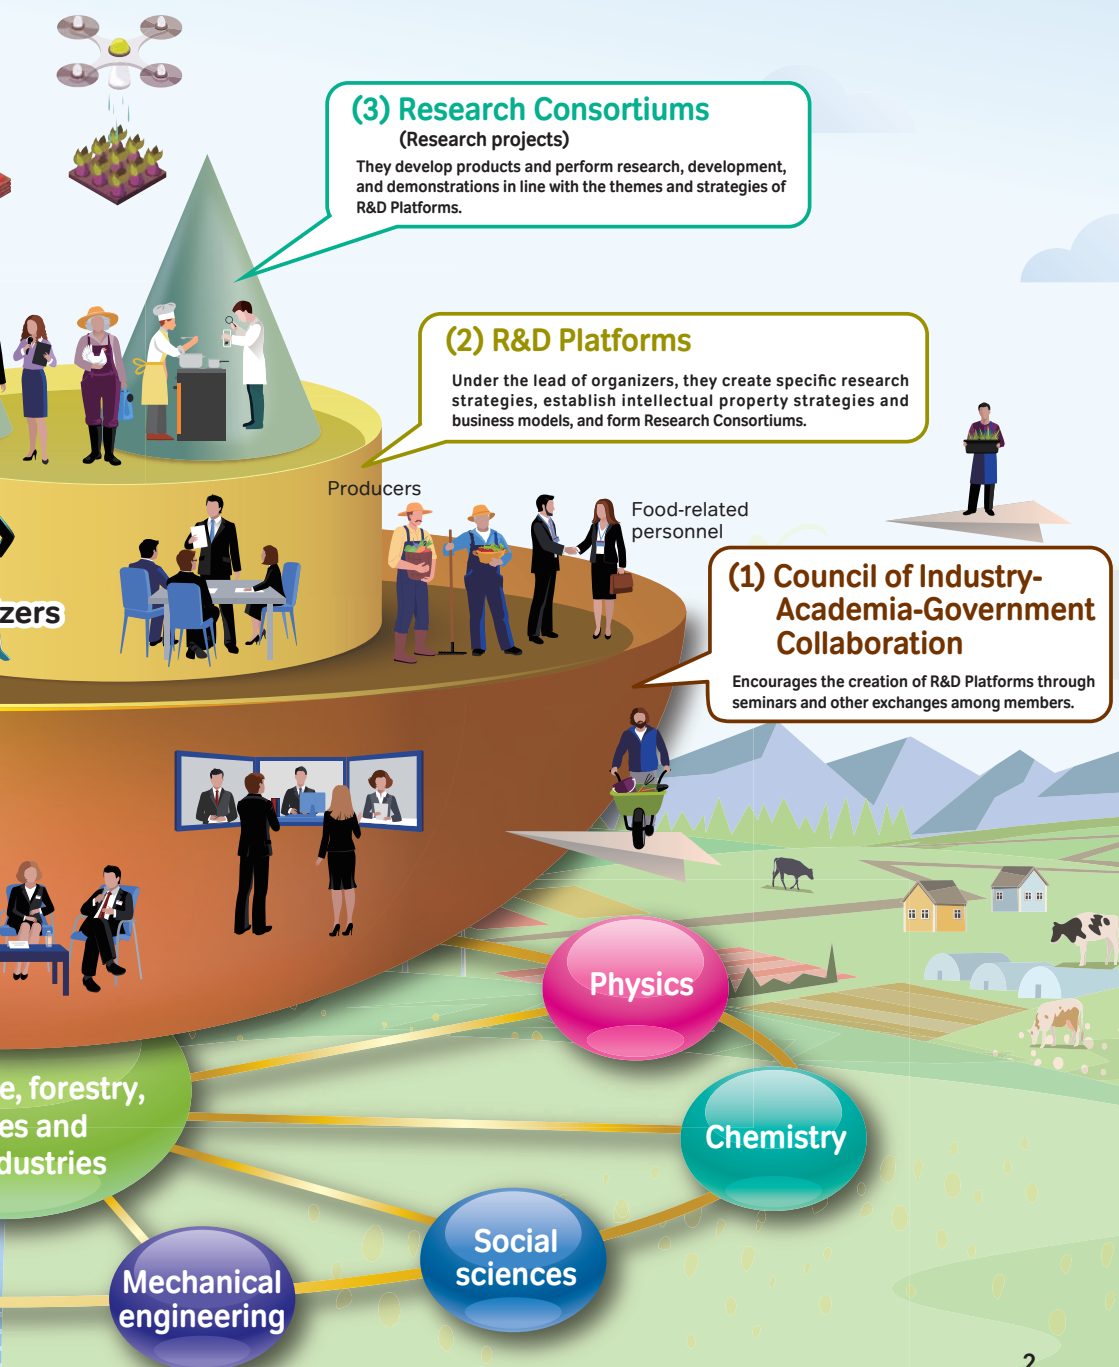 (3) Research Consortiums
(Research projects)
They develop products and perform research, development,
and demonstrations in line with the themes and strategies of
R&D Platforms.
(2) R&D Platforms
Under the lead of organizers, they create specific research
strategies, establish intellectual property strategies and
business models, and form Research Consortiums.
Producers
Food-related
personnel
(1) Council of Industry-
Academia-Government
Collaboration
Encourages the creation of R&D Platforms through
seminars and other exchanges among members.
zers
Physics
e, forestry,
es and
dustries
Chemistry
Social
sciences
Mechanical
engineering
2